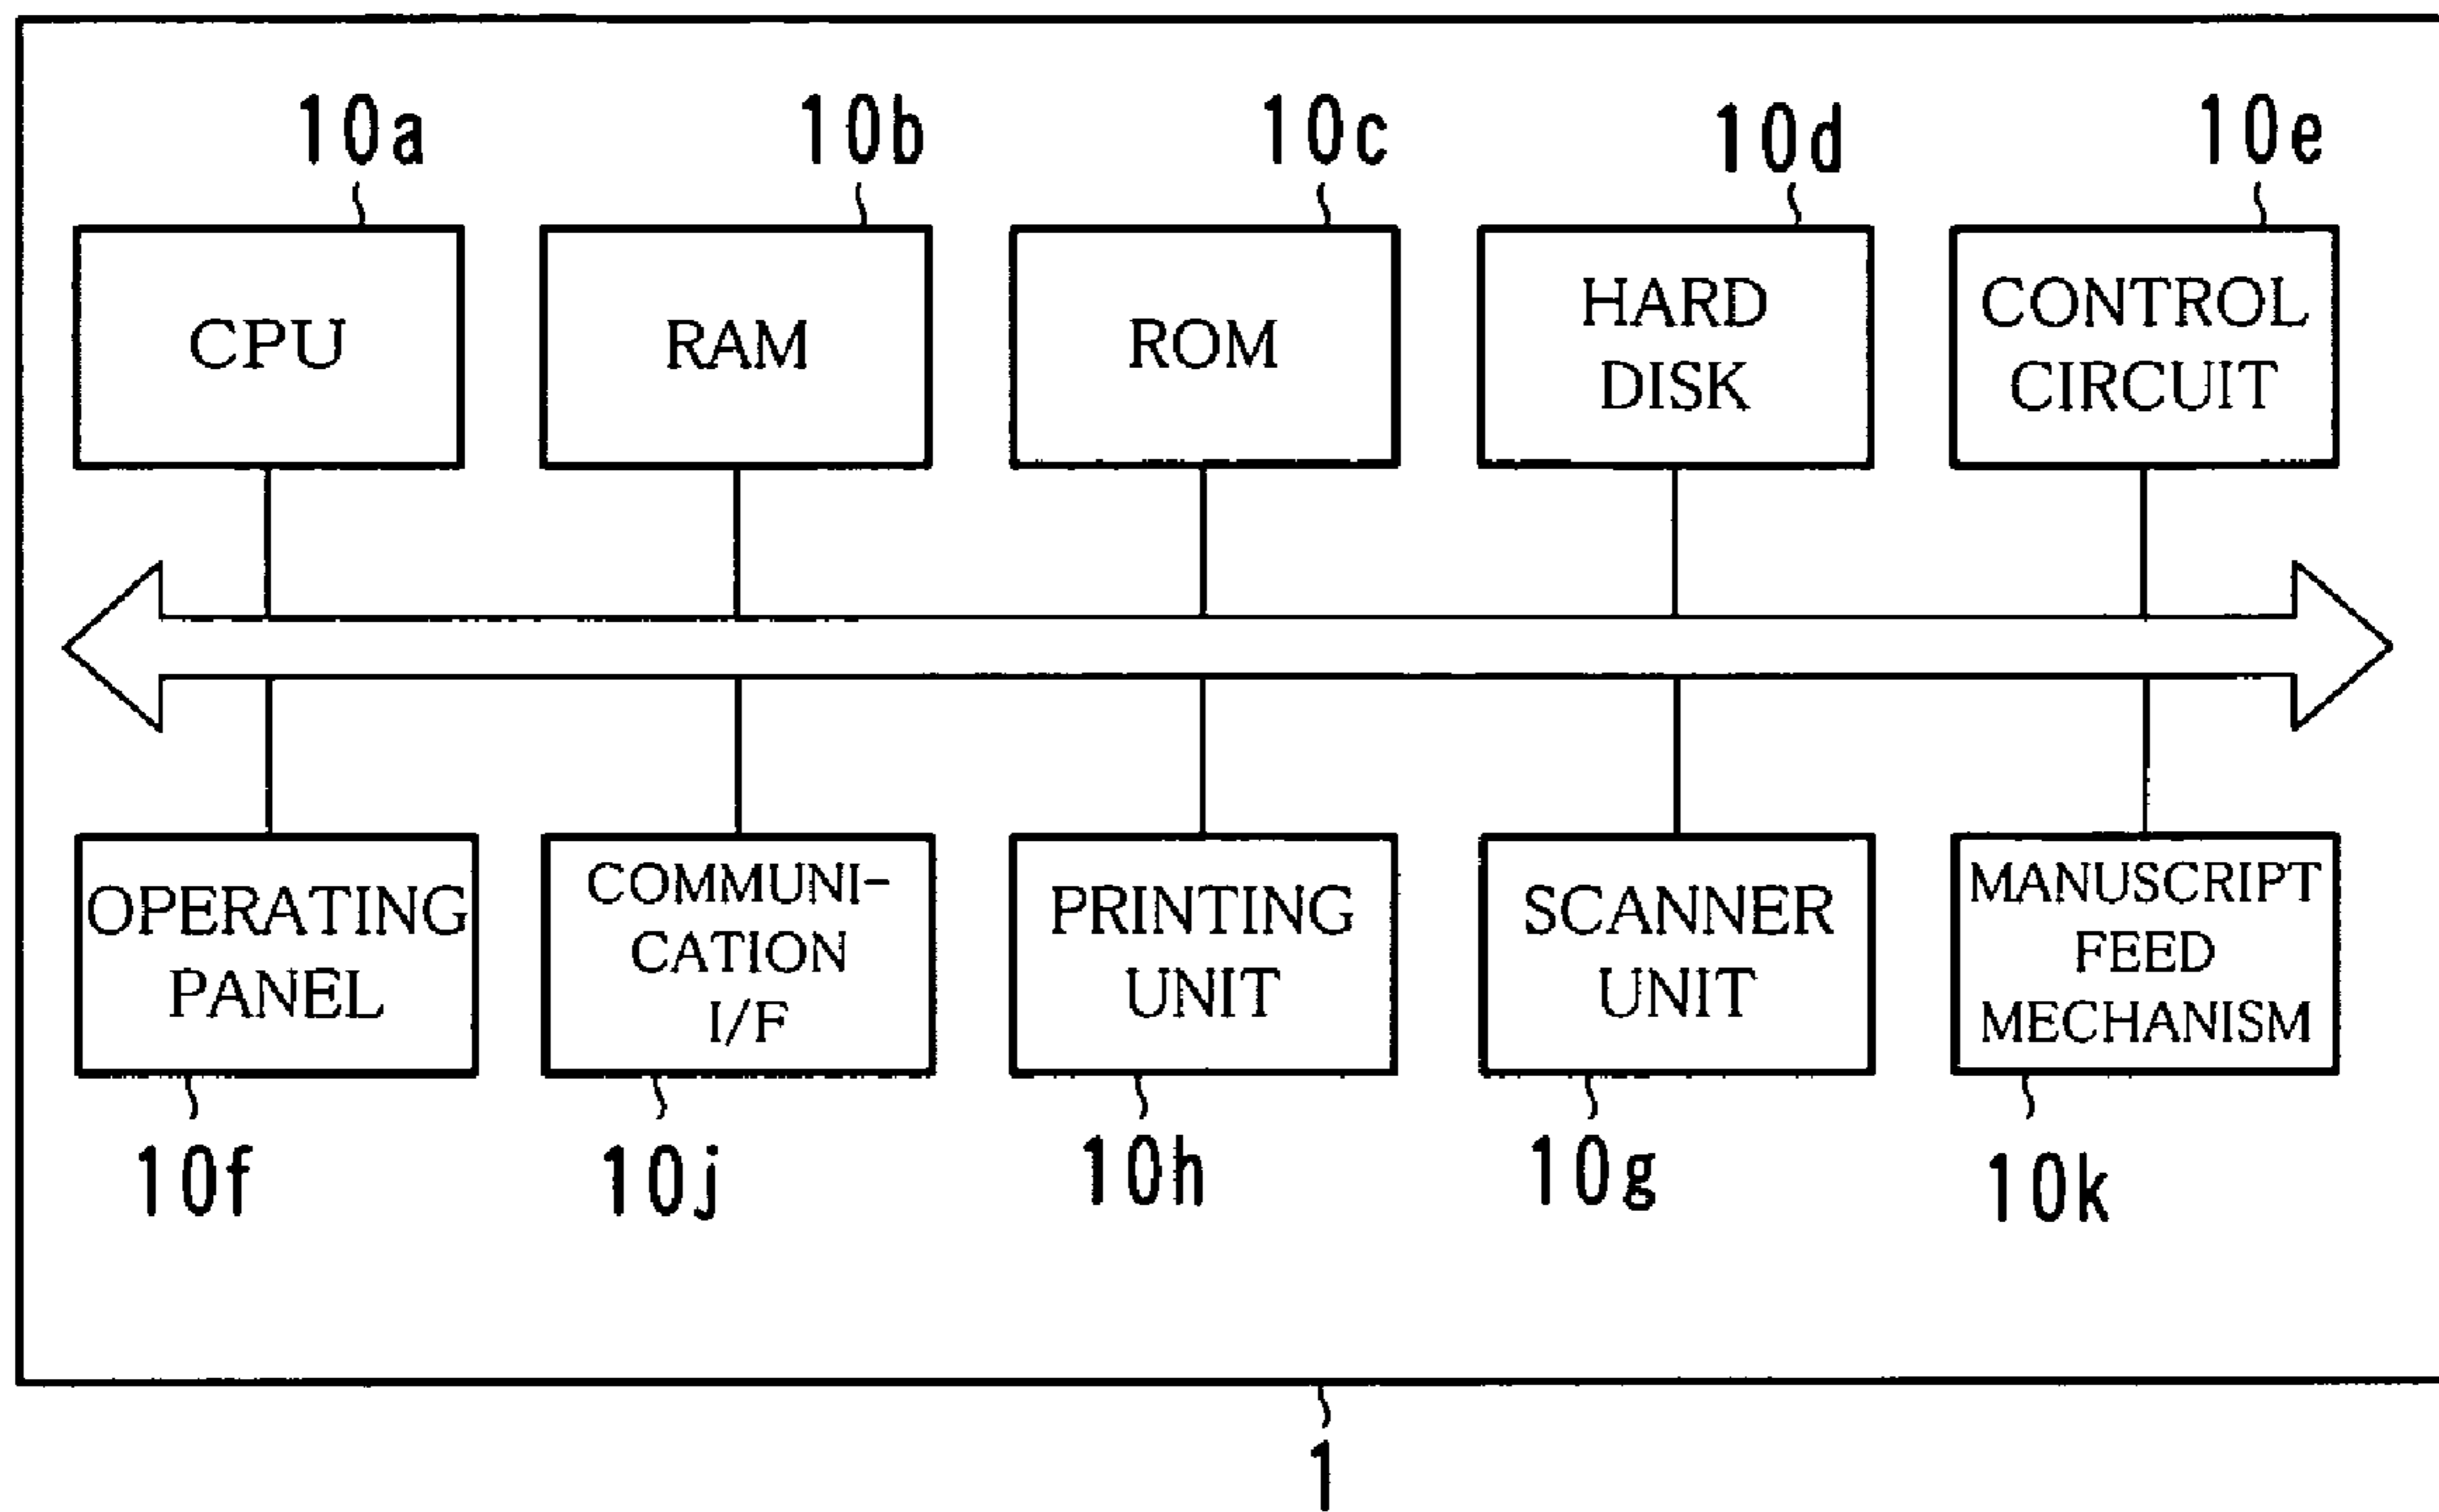 10a
10b
10c
10d
10e
CPU
RAM
ROM
HARD
DISK
CONTROL
CIRCUIT
OPERATING
PANEL
COMMUNI-
CATION
I/F
PRINTING
UNIT
SCANNER
UNIT
MANUSCRIPT
FEED
MECHANISM
10f
10j
10h
10g
10k
1